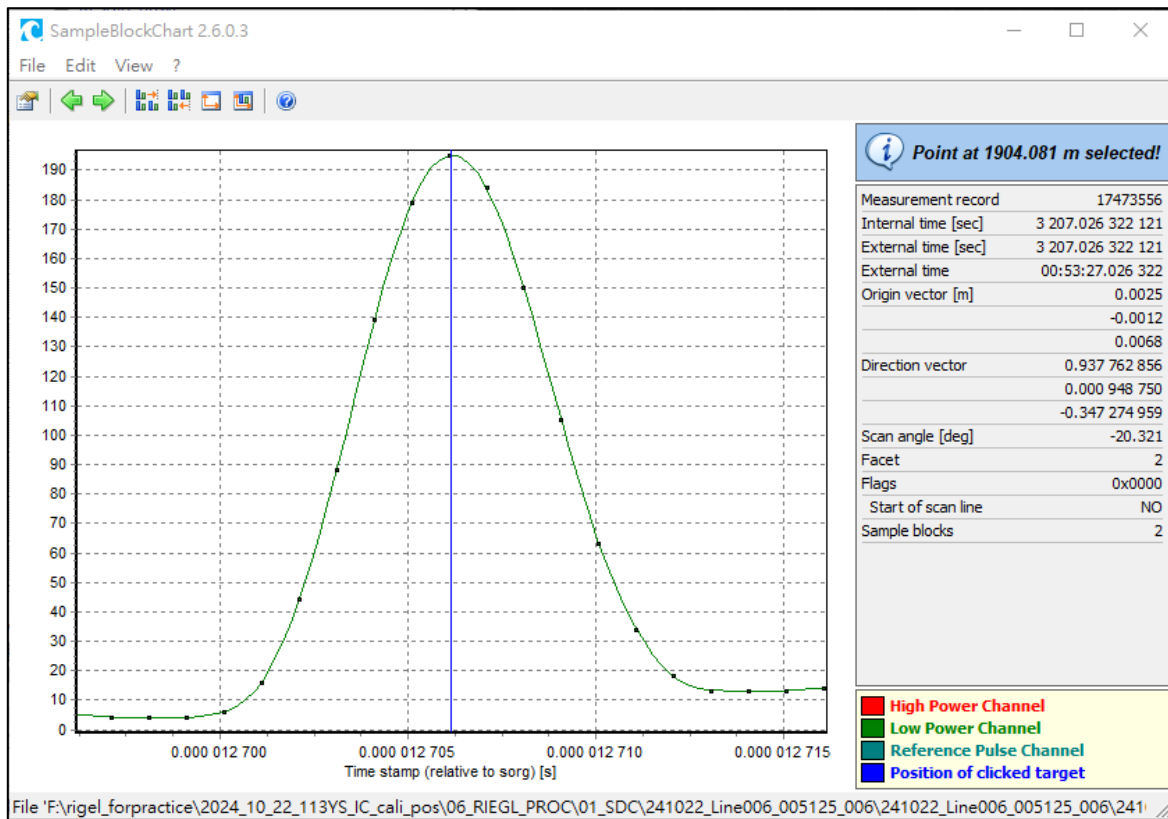 SampleBlockChart 2.6.0.3
File Edit View ?
190
180
170
160
150
140
130
120
110
100
90
80
70
60
50
40
30
20
10
0
0.000 012 700 0.000 012 705 0.000 012 710 0.000 012 715
Time stamp (relative to sorg) [s]
Point at 1904.081 m selected!
Measurement record 17473556
Internal time [sec] 3 207.026 322 121
External time [sec] 3 207.026 322 121
External time 00:53:27.026 322
Origin vector [m] 0.0025
-0.0012
0.0068
Direction vector 0.937 762 856
0.000 948 750
-0.347 274 959
Scan angle [deg] -20.321
Facet 2
Flags 0x0000
Start of scan line NO
Sample blocks 2
High Power Channel
Low Power Channel
Reference Pulse Channel
Position of clicked target
File 'F:\rigel_forpractice\2024_10_22_113YS_IC_cali_pos\06_RIEGL_PROC\01_SDC\241022_Line006_005125_006\241022_Line006_005125_006\241